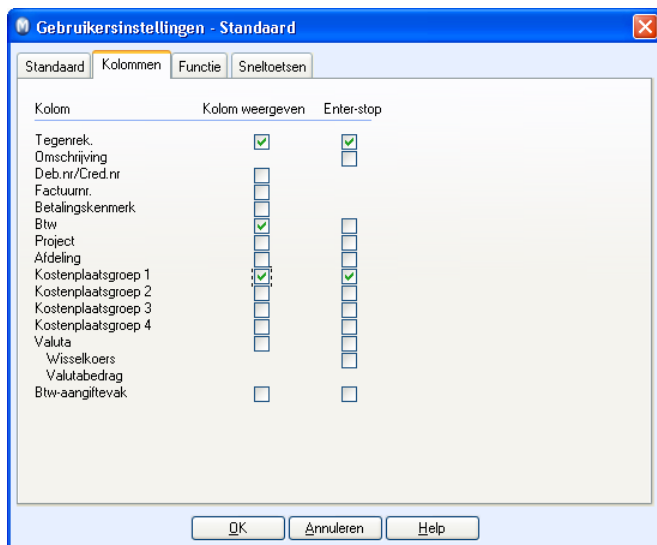 Gebruikersinstellingen - Standaard
Standaard Kolommen Functie Sneltoetsen
Kolom Kolom weergeven Enter-stop
Tegenrek.
Omschrijving
Deb.nr/Cred.nr
Factuurnr.
Betalingskenmerk
Btw
Project
Afdeling
Kostenplaatsgroep 1
Kostenplaatsgroep 2
Kostenplaatsgroep 3
Kostenplaatsgroep 4
Valuta
Wisselkoers
Valutabedrag
Btw-aangiftevak
OK Annuleren Help